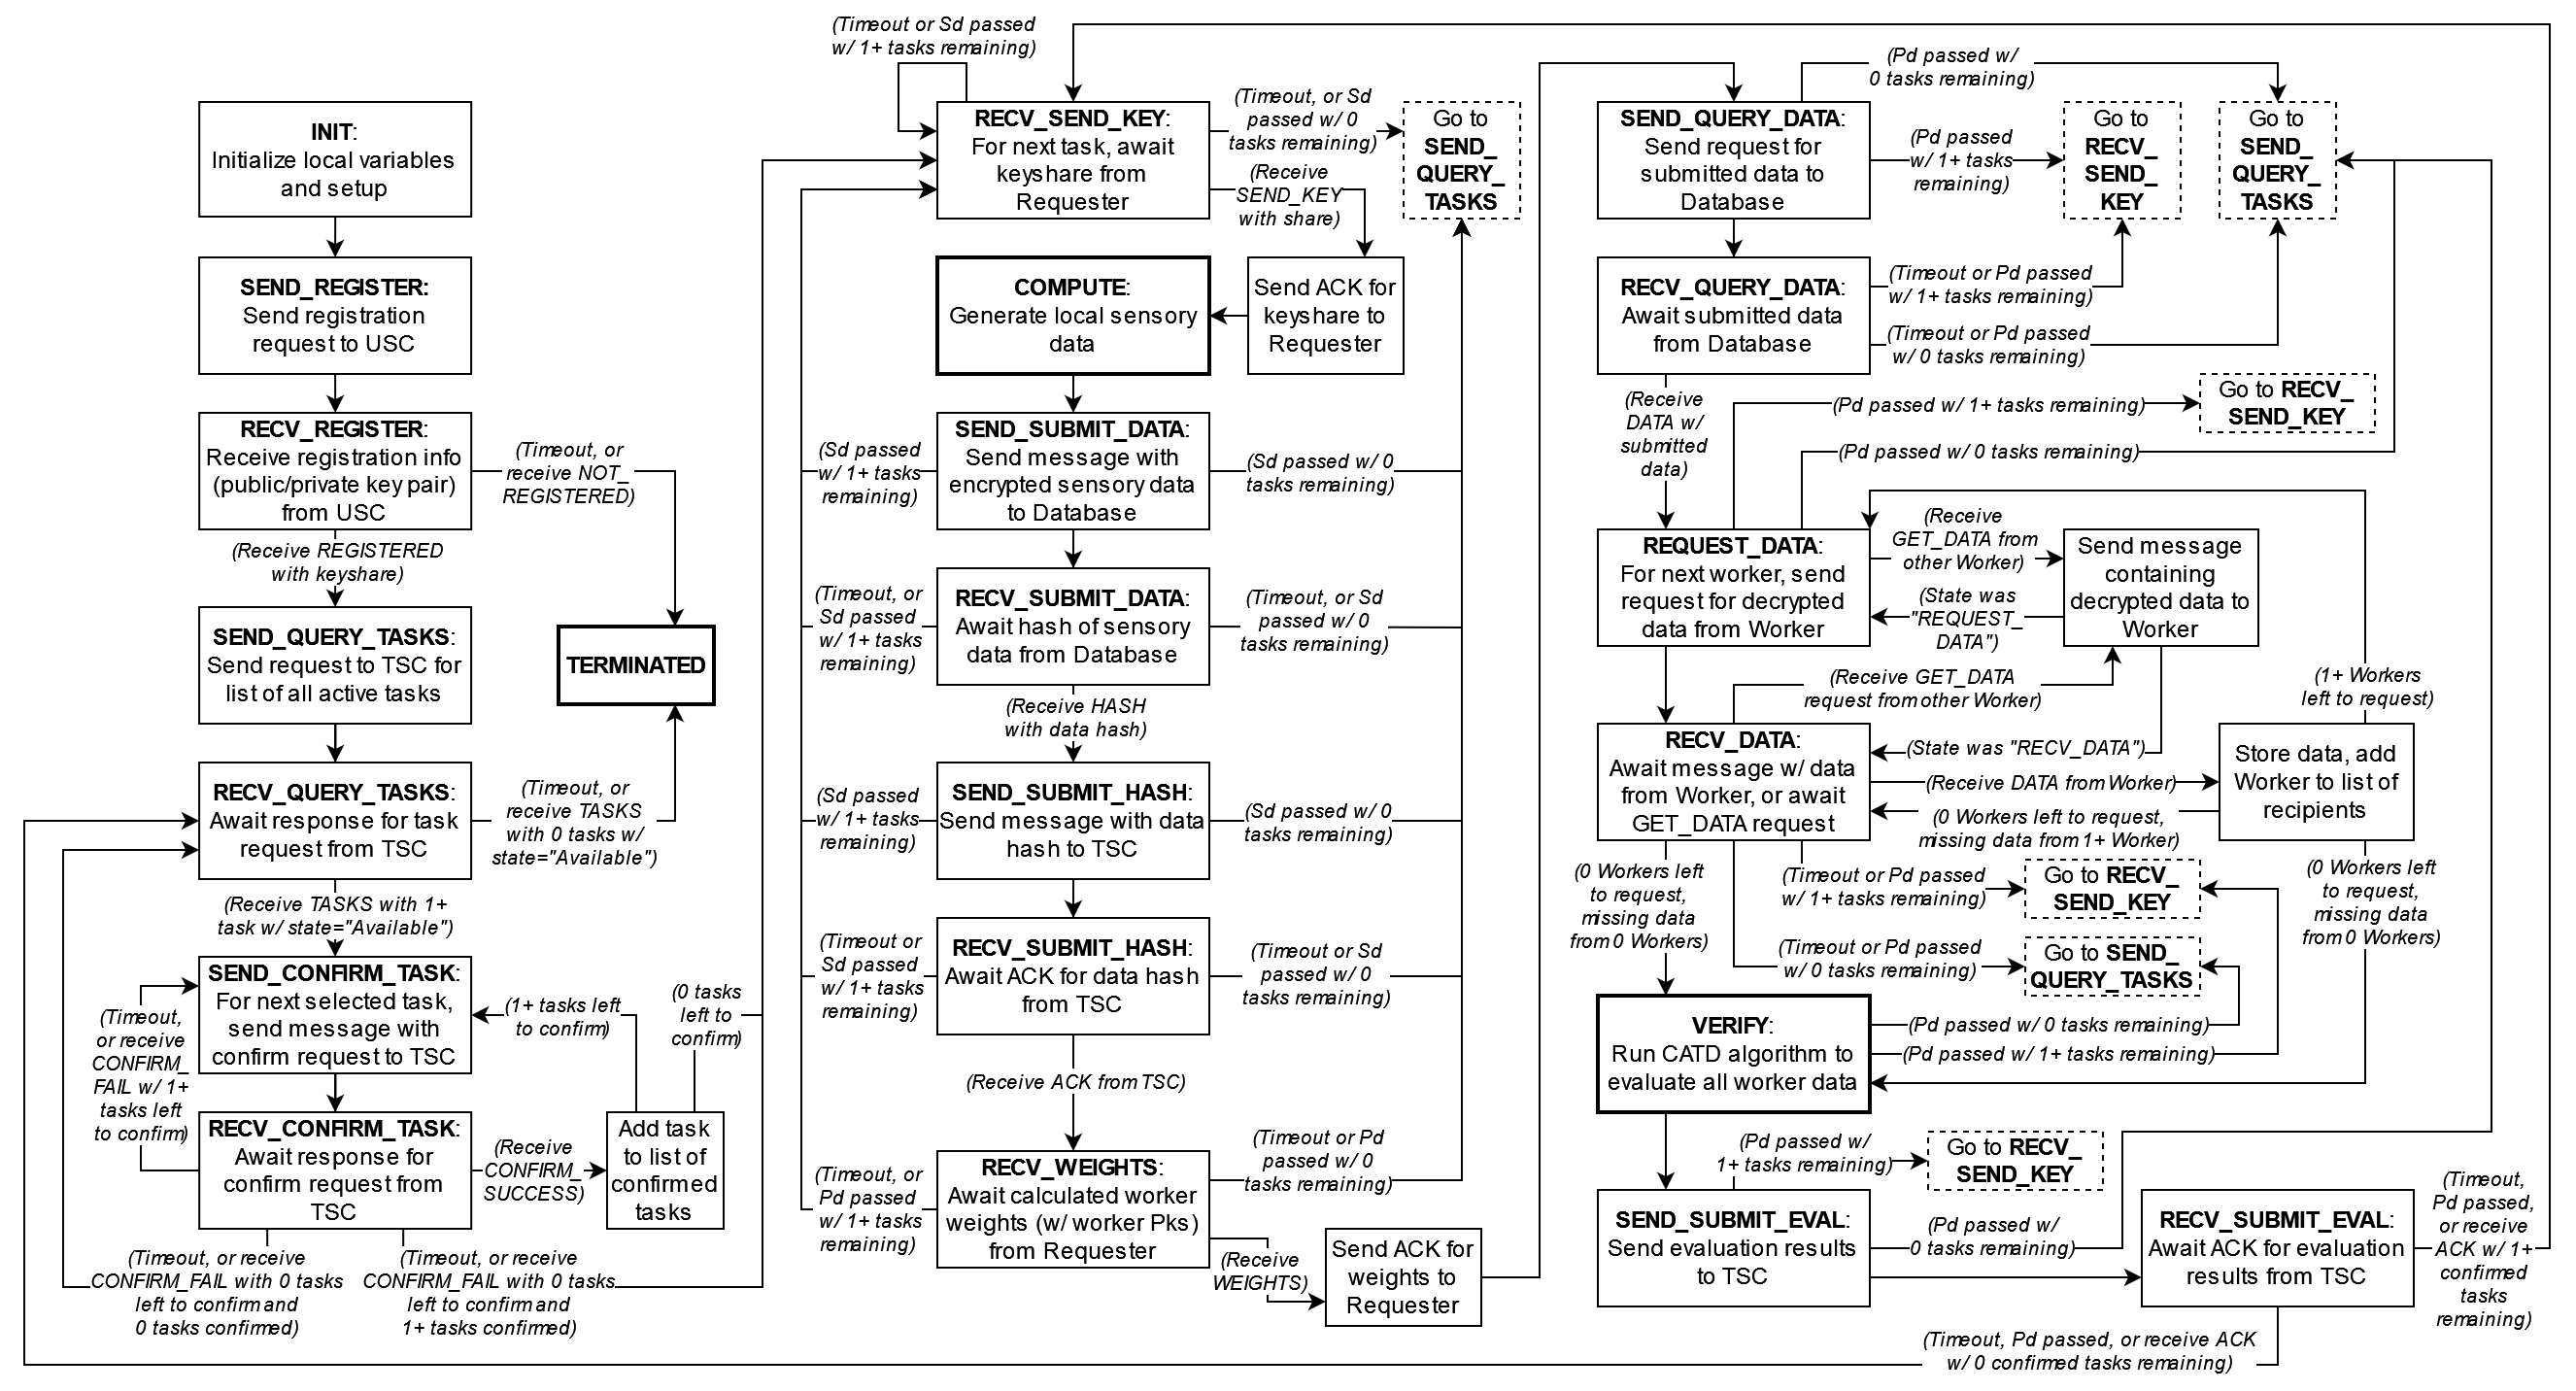 INIT:
Initialize local variables
and setup
SEND_REGISTER:
Send registration
request to USC
RECV_REGISTER:
Receive registration info
(public/private key pair)
from USC
(Timeout, or
receive NOT_
REGISTERED)
(Receive REGISTERED
with keyshare)
SEND_QUERY_TASKS:
Send request to TSC for
list of all active tasks
TERMINATED
RECV_QUERY_TASKS:
Await response for task
request from TSC
(Timeout, or
receive TASKS
with 0 tasks w/
state="Available")
(Receive TASKS with 1+
task w/ state="Available")
SEND_CONFIRM_TASK:
For next selected task,
send message with
confirm request to TSC
(Timeout,
or receive
CONFIRM_
FAIL w/ 1+
tasks left
to confirm)
(1+ tasks left
to confirm)
(0 tasks
left to
confirm)
RECV_CONFIRM_TASK:
Await response for
confirm request from
TSC
(Receive
CONFIRM_
SUCCESS)
Add task
to list of
confirmed
tasks
(Timeout, or receive
CONFIRM_FAIL with 0 tasks
left to confirm and
0 tasks confirmed)
(Timeout, or receive
CONFIRM_FAIL with 0 tasks
left to confirm and
1+ tasks confirmed)
(Timeout or Sd passed
w/ 1+ tasks remaining)
RECV_SEND_KEY:
For next task, await
keyshare from
Requester
(Timeout, or Sd
passed w/ 0
tasks remaining)
(Receive
SEND_KEY
with share)
Go to
SEND_
QUERY_
TASKS
COMPUTE:
Generate local sensory
data
Send ACK for
keyshare to
Requester
SEND_SUBMIT_DATA:
Send message with
encrypted sensory data
to Database
(Sd passed
w/ 1+ tasks
remaining)
(Sd passed w/ 0
tasks remaining)
RECV_SUBMIT_DATA:
Await hash of sensory
data from Database
(Timeout, or
Sd passed
w/ 1+ tasks
remaining)
(Timeout, or Sd
passed w/ 0
tasks remaining)
(Receive HASH
with data hash)
SEND_SUBMIT_HASH:
Send message with data
hash to TSC
(Sd passed
w/ 1+ tasks
remaining)
(Sd passed w/ 0
tasks remaining)
RECV_SUBMIT_HASH:
Await ACK for data hash
from TSC
(Timeout or
Sd passed
w/ 1+ tasks
remaining)
(Timeout or Sd
passed w/ 0
tasks remaining)
(Receive ACK from TSC)
RECV_WEIGHTS:
Await calculated worker
weights (w/ worker Pks)
from Requester
(Timeout, or
Pd passed
w/ 1+ tasks
remaining)
(Timeout or Pd
passed w/ 0
tasks remaining)
(Receive
WEIGHTS)
Send ACK for
weights to
Requester
SEND_QUERY_DATA:
Send request for
submitted data to
Database
(Pd passed w/
0 tasks remaining)
(Pd passed
w/ 1+ tasks
remaining)
Go to
RECV_
SEND_
KEY
Go to
SEND_
QUERY_
TASKS
RECV_QUERY_DATA:
Await submitted data
from Database
(Timeout or Pd passed
w/ 1+ tasks remaining)
(Timeout or Pd passed
w/ 0 tasks remaining)
(Receive
DATA w/
submitted
data)
(Pd passed w/ 1+ tasks remaining)
Go to RECV_
SEND_KEY
(Pd passed w/ 0 tasks remaining)
REQUEST_DATA:
For next worker, send
request for decrypted
data from Worker
(Receive
GET_DATA from
other Worker)
(State was
"REQUEST_
DATA")
Send message
containing
decrypted data to
Worker
(Receive GET_DATA
request from other Worker)
(1+ Workers
left to request)
RECV_DATA:
Await message w/ data
from Worker, or await
GET_DATA request
(State was "RECV_DATA")
(Receive DATA from Worker)
(0 Workers left to request,
missing data from 1+ Worker)
Store data, add
Worker to list of
recipients
(0 Workers left
to request,
missing data
from 0 Workers)
(Timeout or Pd passed
w/ 1+ tasks remaining)
Go to RECV_
SEND_KEY
(Timeout or Pd passed
w/ 0 tasks remaining)
Go to SEND_
QUERY_TASKS
(0 Workers left
to request,
missing data
from 0 Workers)
VERIFY:
Run CATD algorithm to
evaluate all worker data
(Pd passed w/ 0 tasks remaining)
(Pd passed w/ 1+ tasks remaining)
(Pd passed w/
1+ tasks remaining)
Go to RECV_
SEND_KEY
SEND_SUBMIT_EVAL:
Send evaluation results
to TSC
(Pd passed w/
0 tasks remaining)
RECV_SUBMIT_EVAL:
Await ACK for evaluation
results from TSC
(Timeout,
Pd passed,
or receive
ACK w/ 1+
confirmed
tasks
remaining)
(Timeout, Pd passed, or receive ACK
w/ 0 confirmed tasks remaining)